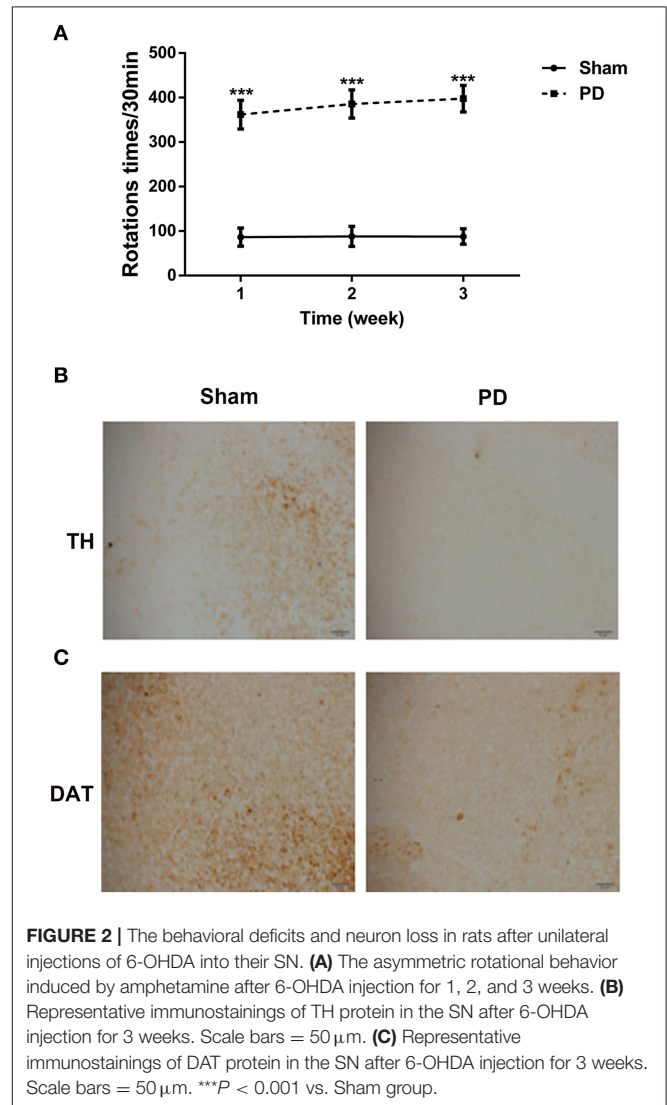 A
500
400
300
200
100
0
Rotations times/30min
*** *** ***
Sham
PD
1 2 3
Time (week)
B
Sham PD
TH
C
DAT
FIGURE 2 | The behavioral deficits and neuron loss in rats after unilateral
injections of 6-OHDA into their SN. (A) The asymmetric rotational behavior
induced by amphetamine after 6-OHDA injection for 1, 2, and 3 weeks. (B)
Representative immunostainings of TH protein in the SN after 6-OHDA
injection for 3 weeks. Scale bars = 50 μm. (C) Representative
immunostainings of DAT protein in the SN after 6-OHDA injection for 3 weeks.
Scale bars = 50 μm. ***P < 0.001 vs. Sham group.